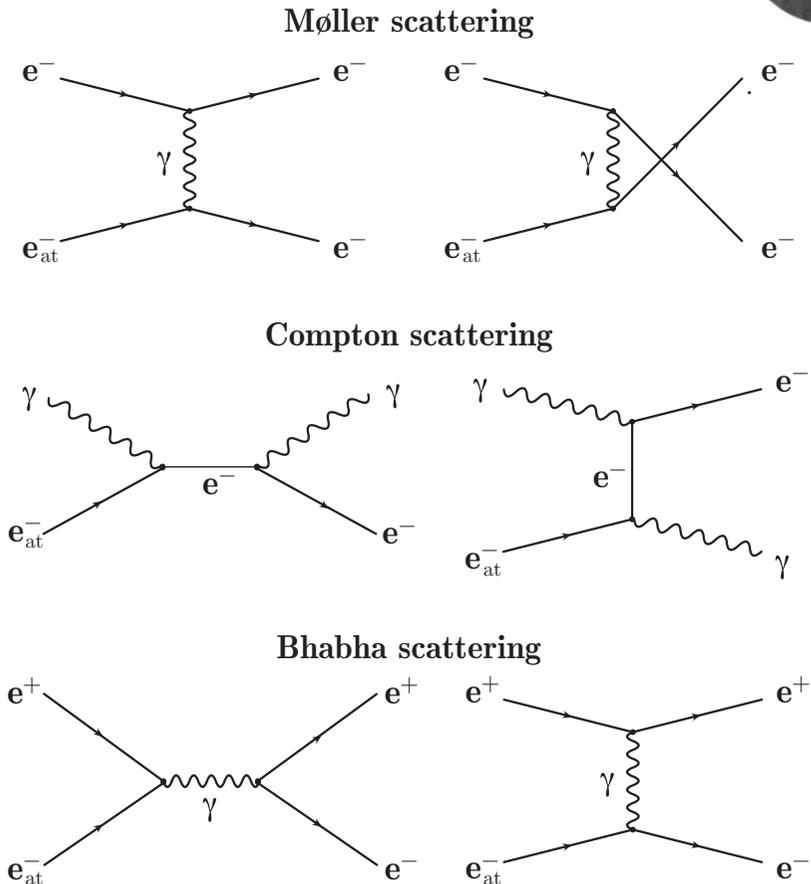 Møller scattering
e⁻ e⁻ e⁻ e⁻
γ γ
e⁻at e⁻ e⁻at e⁻
Compton scattering
γ γ γ e⁻
e⁻ e⁻
e⁻at e⁻ e⁻at γ
Bhabha scattering
e⁺ e⁺ e⁺ e⁺
γ γ
e⁻at e⁻ e⁻at e⁻